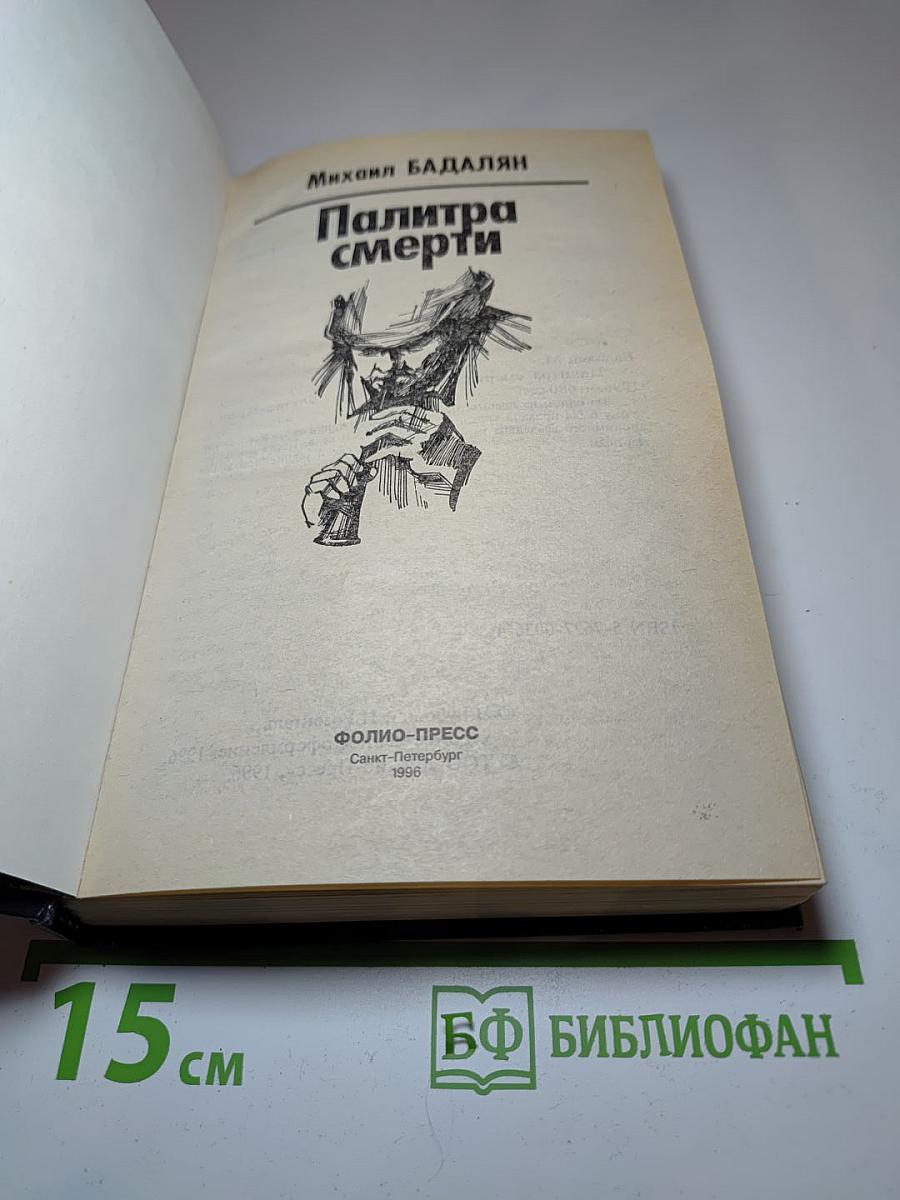 Михаил БАДАЛЯН
Палитра
смерти
ФОЛИО-ПРЕСС
Санкт-Петербург
1996
15 см
БФ БИБЛИОФАН